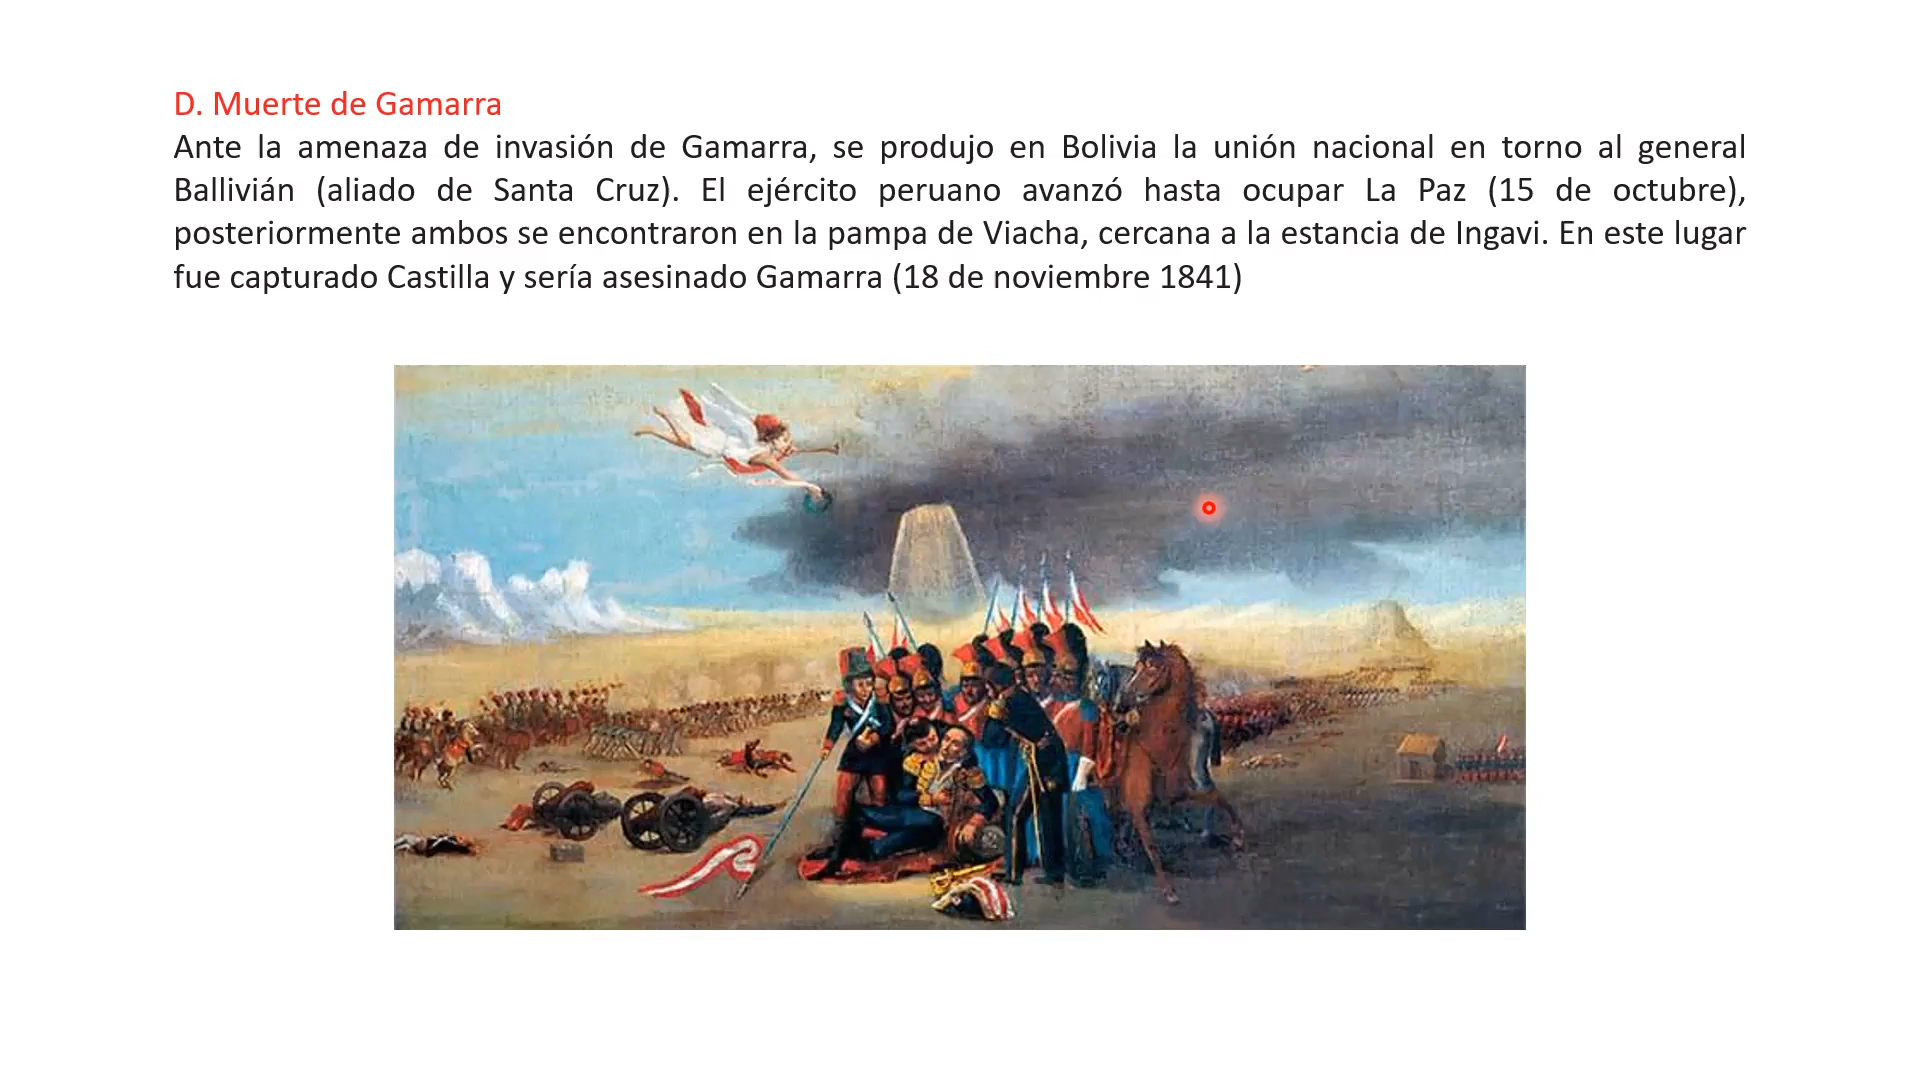 D. Muerte de Gamarra
Ante la amenaza de invasión de Gamarra, se produjo en Bolivia la unión nacional en torno al general
Ballivián (aliado de Santa Cruz). El ejército peruano avanzó hasta ocupar La Paz (15 de octubre),
posteriormente ambos se encontraron en la pampa de Viacha, cercana a la estancia de Ingavi. En este lugar
fue capturado Castilla y sería asesinado Gamarra (18 de noviembre 1841)